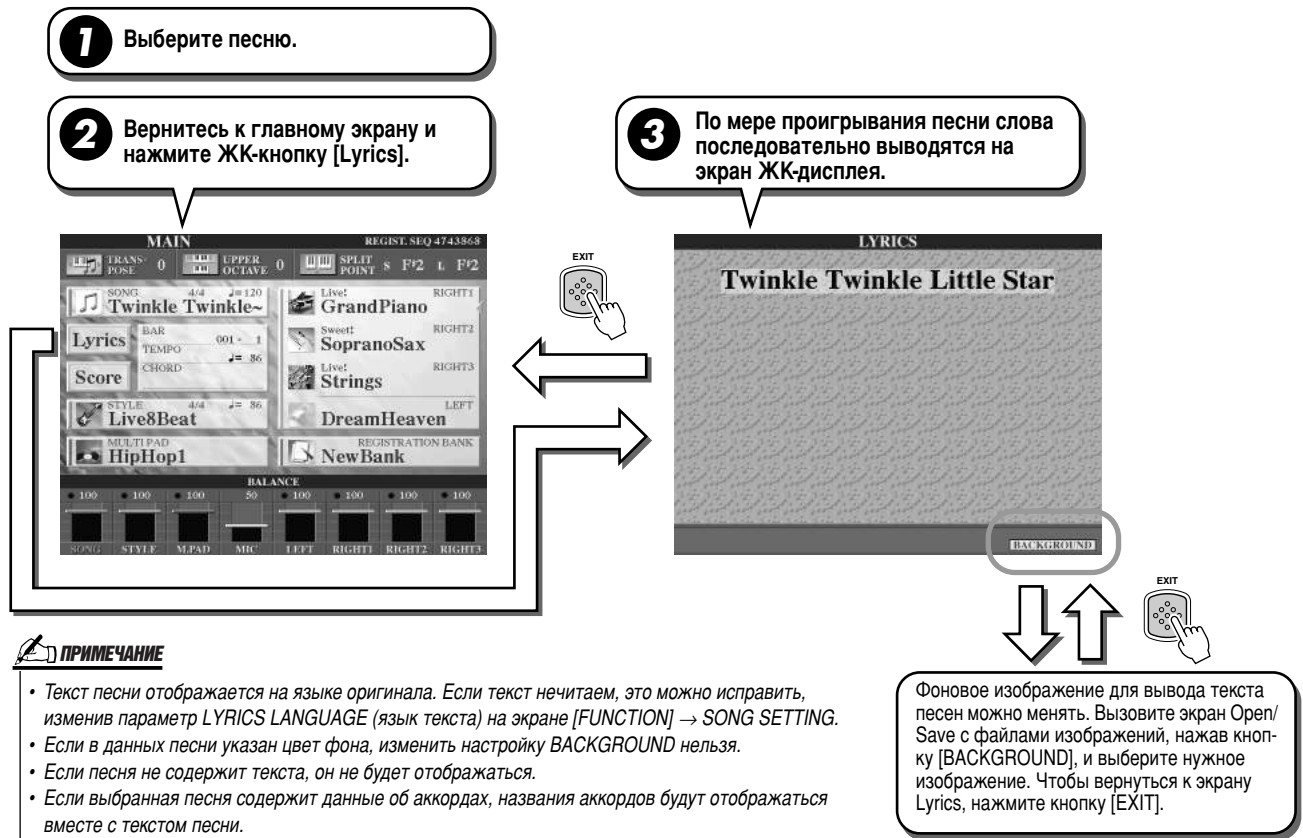 1 Выберите песню.
2 Вернитесь к главному экрану и
нажмите ЖК-кнопку [Lyrics].
3 По мере проигрывания песни слова
последовательно выводятся на
экран ЖК-дисплея.
MAIN
REGIST. SEQ 4743868
TRANS-
POSE 0
UPPER
OCTAVE 0
SPLIT
POINT S F#2 L F#2
SONG 4/4 ♩=120
Twinkle Twinkle~
Lyrics
BAR 001 - 1
TEMPO ♩= 86
CHORD
Score
STYLE 4/4 ♩= 86
Live8Beat
MULTI PAD
HipHop1
Live! RIGHT1
GrandPiano
Sweet! RIGHT2
SopranoSax
Live! RIGHT3
Strings
LEFT
DreamHeaven
REGISTRATION BANK
NewBank
BALANCE
100 100 100 50 100 100 100 100
SONG STYLE M.PAD MIC LEFT RIGHT1 RIGHT2 RIGHT3
EXIT
LYRICS
Twinkle Twinkle Little Star
BACKGROUND
EXIT
ПРИМЕЧАНИЕ
• Текст песни отображается на языке оригинала. Если текст нечитаем, это можно исправить,
изменив параметр LYRICS LANGUAGE (язык текста) на экране [FUNCTION] → SONG SETTING.
• Если в данных песни указан цвет фона, изменить настройку BACKGROUND нельзя.
• Если песня не содержит текста, он не будет отображаться.
• Если выбранная песня содержит данные об аккордах, названия аккордов будут отображаться
вместе с текстом песни.
Фоновое изображение для вывода текста
песен можно менять. Вызовите экран Open/
Save с файлами изображений, нажав кноп-
ку [BACKGROUND], и выберите нужное
изображение. Чтобы вернуться к экрану
Lyrics, нажмите кнопку [EXIT].